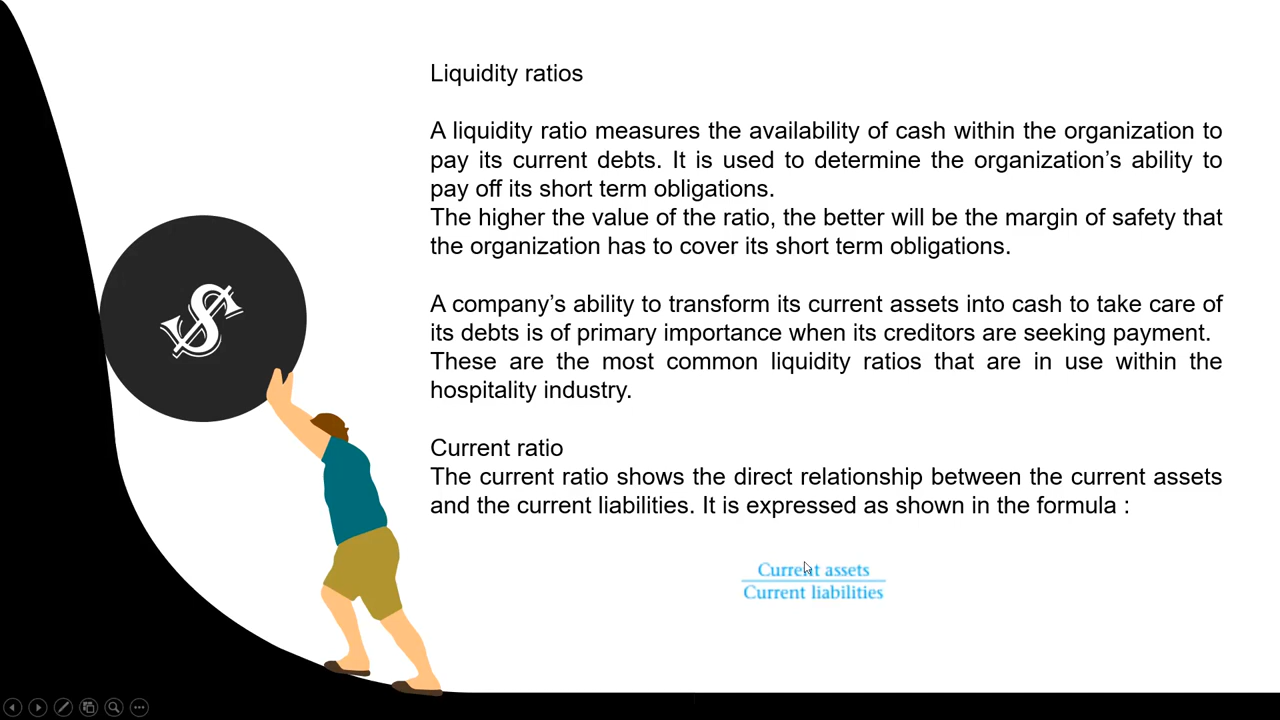 Liquidity ratios
A liquidity ratio measures the availability of cash within the organization to
pay its current debts. It is used to determine the organization’s ability to
pay off its short term obligations.
The higher the value of the ratio, the better will be the margin of safety that
the organization has to cover its short term obligations.
A company’s ability to transform its current assets into cash to take care of
its debts is of primary importance when its creditors are seeking payment.
These are the most common liquidity ratios that are in use within the
hospitality industry.
Current ratio
The current ratio shows the direct relationship between the current assets
and the current liabilities. It is expressed as shown in the formula :
Current assets
Current liabilities
$